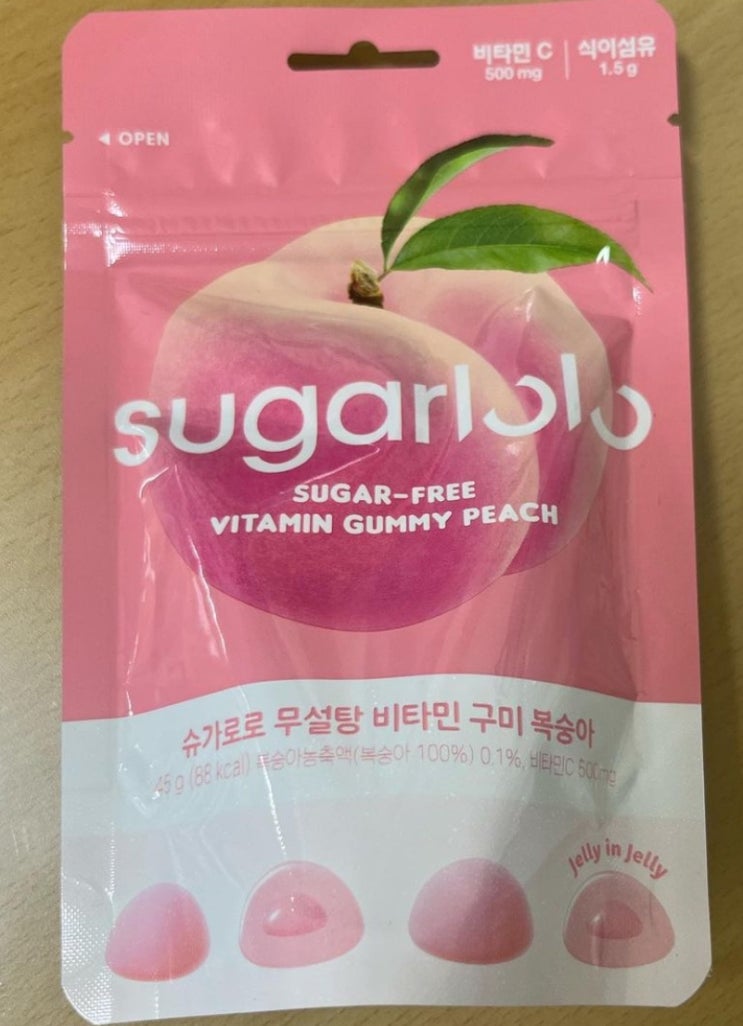 비타민 C
500 mg
식이섬유
1.5 g
◀ OPEN
sugarlolo
SUGAR-FREE
VITAMIN GUMMY PEACH
슈가로로 무설탕 비타민 구미 복숭아
45 g (88 kcal) 복숭아농축액(복숭아 100%) 0.1%, 비타민C 500mg
Jelly in Jelly